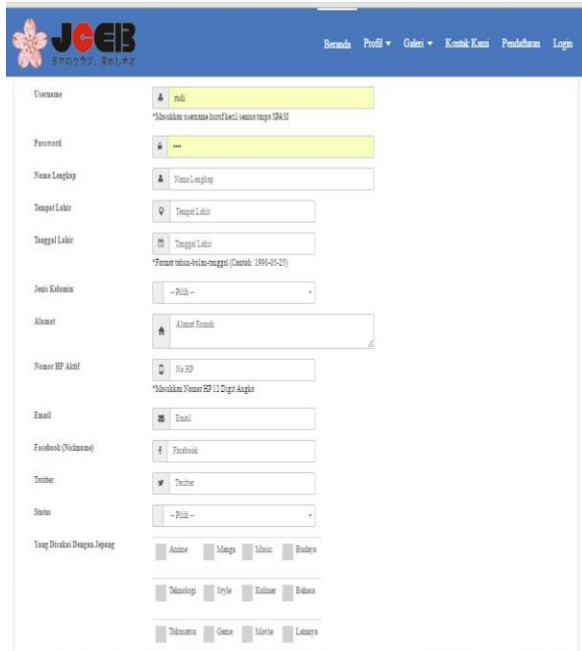 JCEB
Beranda Profil Galeri Kontak Kami Pendaftaran Login
Username
rudi
*Masukkan username huruf kecil semua tanpa SPASI
Password
••••
Nama Lengkap
Nama Lengkap
Tempat Lahir
Tempat Lahir
Tanggal Lahir
Tanggal Lahir
*Format tahun-bulan-tanggal (Contoh: 1990-05-25)
Jenis Kelamin
-- Pilih --
Alamat
Alamat Rumah
Nomor HP Aktif
No.HP
*Masukkan Nomor HP 12 Digit Angka
Email
Email
Facebook (Nickname)
Facebook
Twitter
Twitter
Status
-- Pilih --
Yang Disukai Dengan Jepang
Anime Manga Music Budaya
Teknologi Style Kuliner Bahasa
Tokusatsu Game Movie Lainnya